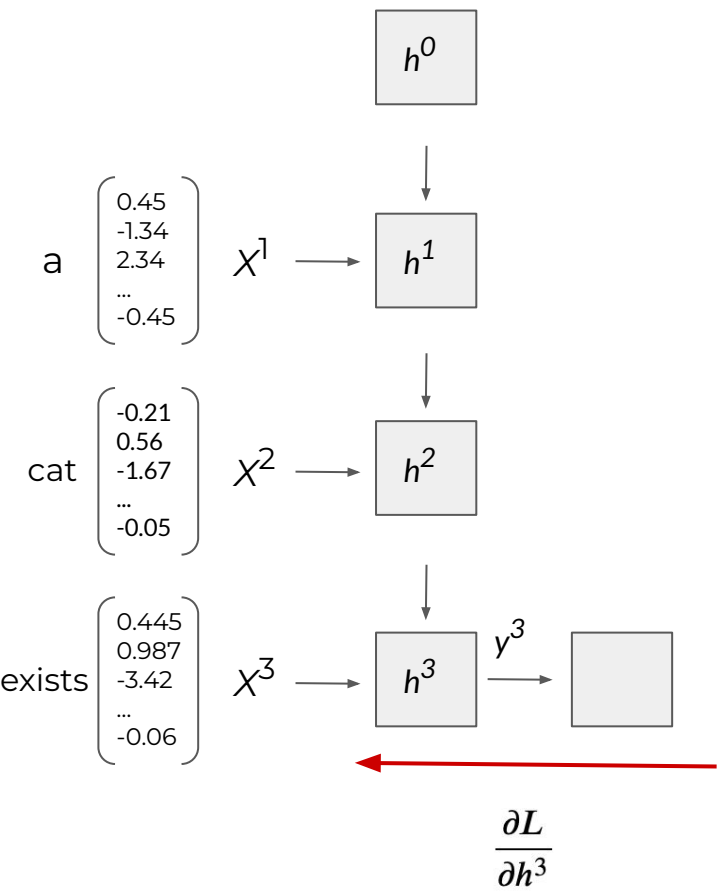 h⁰
a
0.45
-1.34
2.34
...
-0.45
X¹
h¹
cat
-0.21
0.56
-1.67
...
-0.05
X²
h²
exists
0.445
0.987
-3.42
...
-0.06
X³
h³
y³
∂L
∂h³